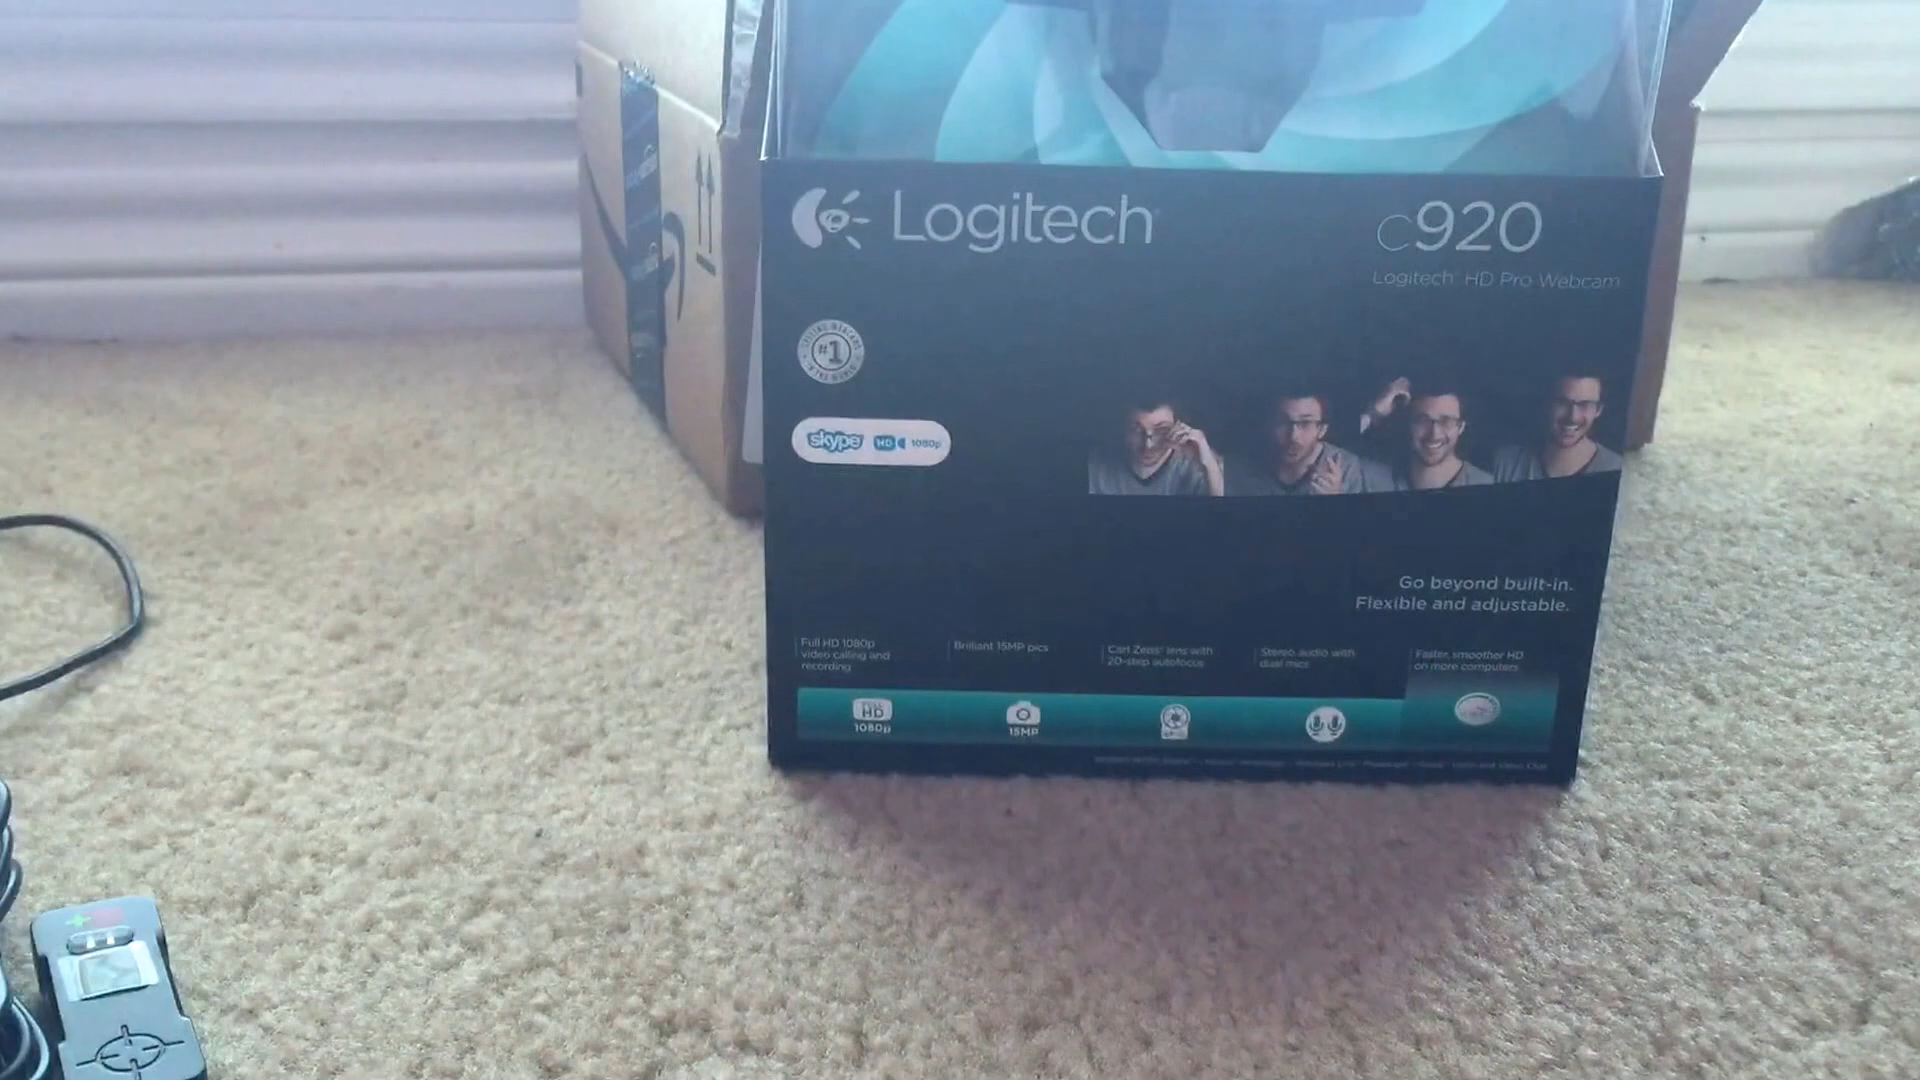 Logitech
C920
Logitech HD Pro Webcam
#1
skype HD 1080p
Go beyond built-in.
Flexible and adjustable.
Full HD 1080p
video calling and
recording
Brilliant 15MP pics
Carl Zeiss® lens with
20-step autofocus
Stereo audio with
dual mics
Faster, smoother HD
on more computers
FULL
HD
1080p
15MP